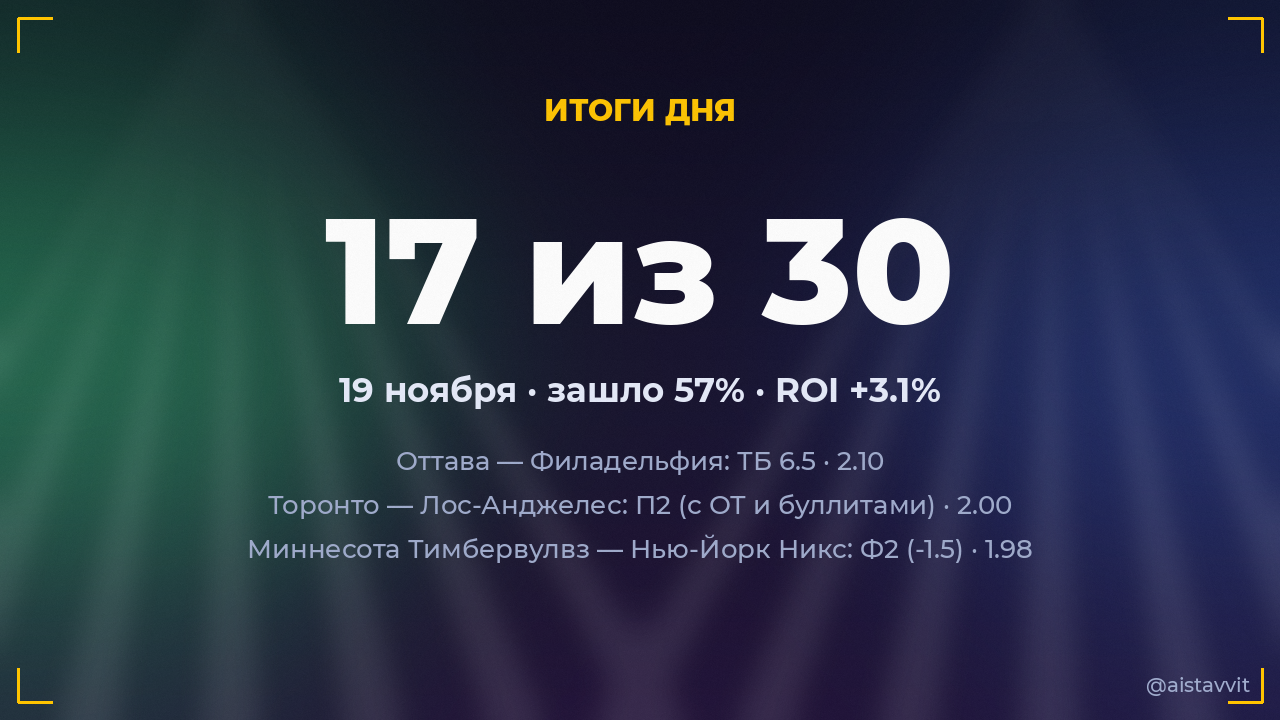 ИТОГИ ДНЯ
17 из 30
19 ноября · зашло 57% · ROI +3.1%
Оттава — Филадельфия: ТБ 6.5 · 2.10
Торонто — Лос-Анджелес: П2 (с ОТ и буллитами) · 2.00
Миннесота Тимбервулвз — Нью-Йорк Никс: Ф2 (-1.5) · 1.98
@aistavvit